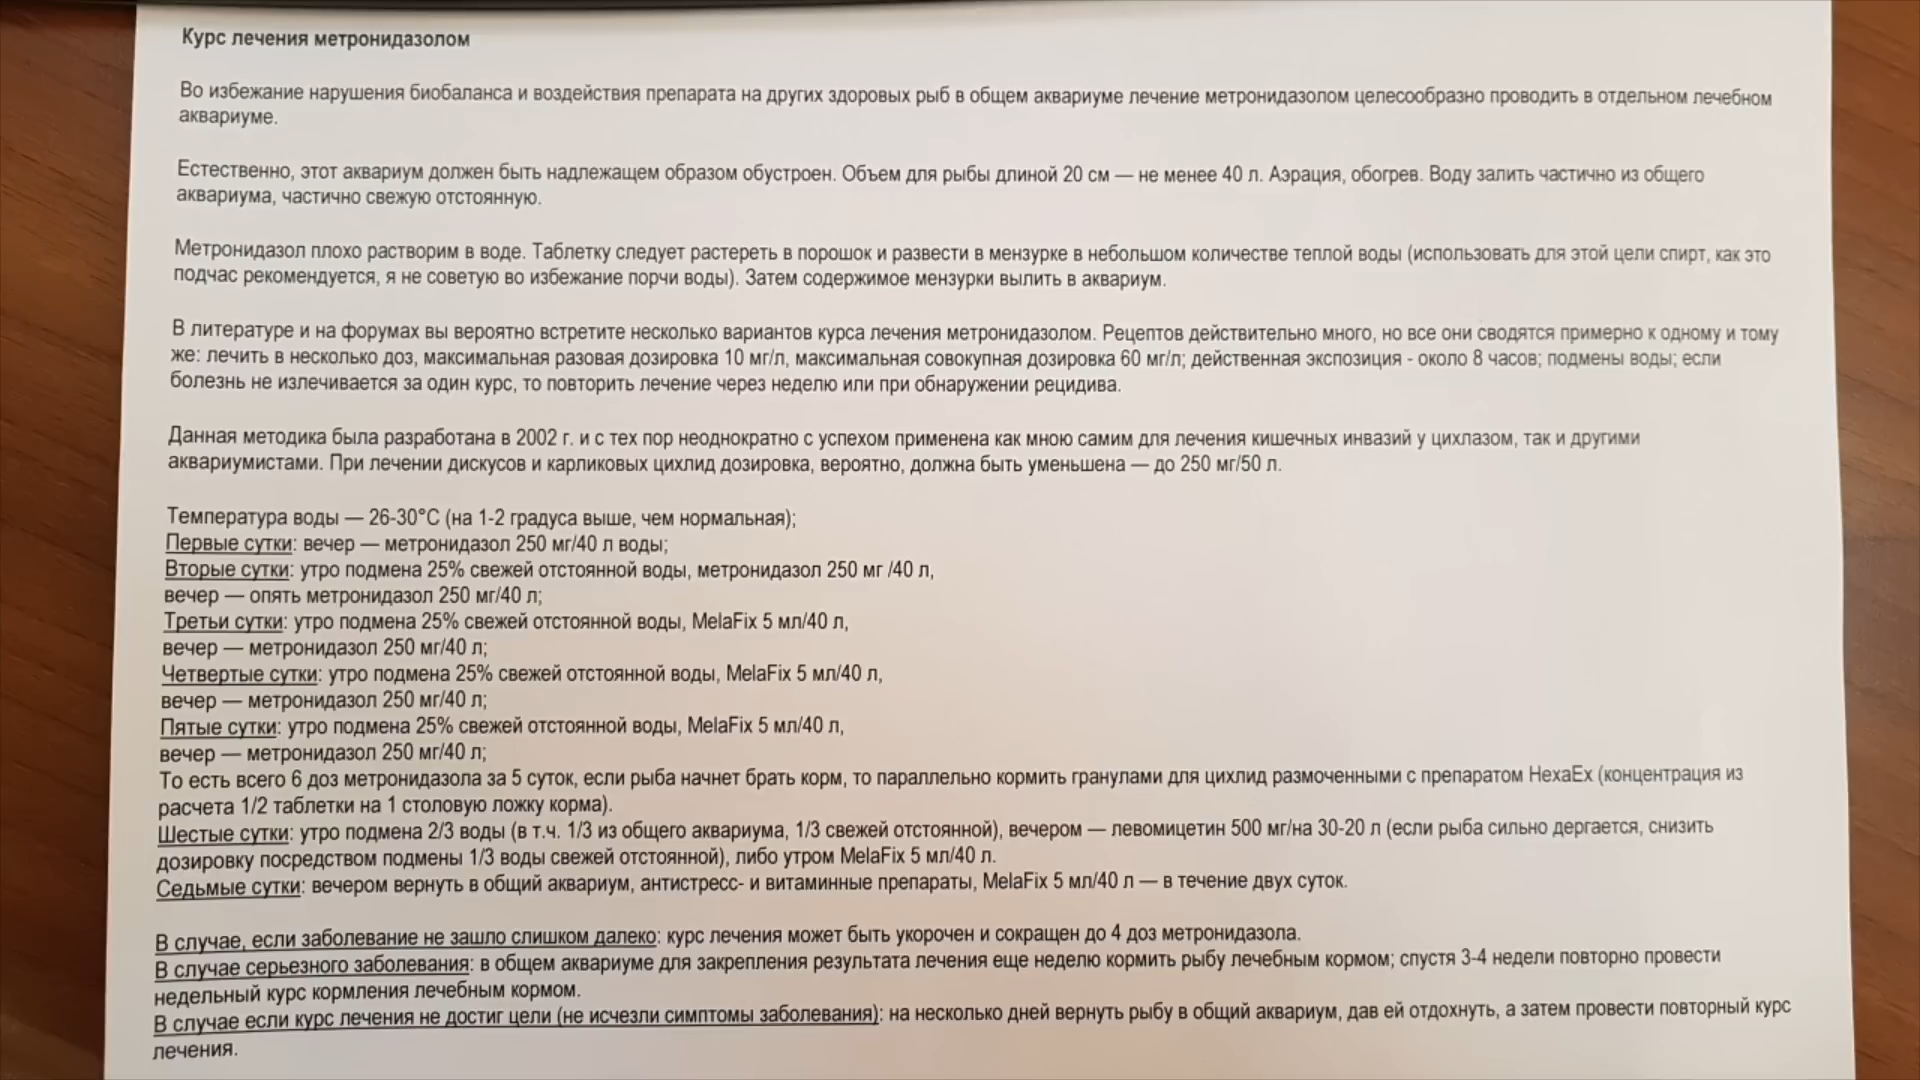 Курс лечения метронидазолом
Во избежание нарушения биобаланса и воздействия препарата на других здоровых рыб в общем аквариуме лечение метронидазолом целесообразно проводить в отдельном лечебном
аквариуме.
Естественно, этот аквариум должен быть надлежащем образом обустроен. Объем для рыбы длиной 20 см — не менее 40 л. Аэрация, обогрев. Воду залить частично из общего
аквариума, частично свежую отстоянную.
Метронидазол плохо растворим в воде. Таблетку следует растереть в порошок и развести в мензурке в небольшом количестве теплой воды (использовать для этой цели спирт, как это
подчас рекомендуется, я не советую во избежание порчи воды). Затем содержимое мензурки вылить в аквариум.
В литературе и на форумах вы вероятно встретите несколько вариантов курса лечения метронидазолом. Рецептов действительно много, но все они сводятся примерно к одному и тому
же: лечить в несколько доз, максимальная разовая дозировка 10 мг/л, максимальная совокупная дозировка 60 мг/л; действенная экспозиция - около 8 часов; подмены воды; если
болезнь не излечивается за один курс, то повторить лечение через неделю или при обнаружении рецидива.
Данная методика была разработана в 2002 г. и с тех пор неоднократно с успехом применена как мною самим для лечения кишечных инвазий у цихлазом, так и другими
аквариумистами. При лечении дискусов и карликовых цихлид дозировка, вероятно, должна быть уменьшена — до 250 мг/50 л.
Температура воды — 26-30°С (на 1-2 градуса выше, чем нормальная);
Первые сутки: вечер — метронидазол 250 мг/40 л воды;
Вторые сутки: утро подмена 25% свежей отстоянной воды, метронидазол 250 мг /40 л,
вечер — опять метронидазол 250 мг/40 л;
Третьи сутки: утро подмена 25% свежей отстоянной воды, MelaFix 5 мл/40 л,
вечер — метронидазол 250 мг/40 л;
Четвертые сутки: утро подмена 25% свежей отстоянной воды, MelaFix 5 мл/40 л,
вечер — метронидазол 250 мг/40 л;
Пятые сутки: утро подмена 25% свежей отстоянной воды, MelaFix 5 мл/40 л,
вечер — метронидазол 250 мг/40 л;
То есть всего 6 доз метронидазола за 5 суток, если рыба начнет брать корм, то параллельно кормить гранулами для цихлид размоченными с препаратом HexaEx (концентрация из
расчета 1/2 таблетки на 1 столовую ложку корма).
Шестые сутки: утро подмена 2/3 воды (в т.ч. 1/3 из общего аквариума, 1/3 свежей отстоянной), вечером — левомицетин 500 мг/на 30-20 л (если рыба сильно дергается, снизить
дозировку посредством подмены 1/3 воды свежей отстоянной), либо утром MelaFix 5 мл/40 л.
Седьмые сутки: вечером вернуть в общий аквариум, антистресс- и витаминные препараты, MelaFix 5 мл/40 л — в течение двух суток.
В случае, если заболевание не зашло слишком далеко: курс лечения может быть укорочен и сокращен до 4 доз метронидазола.
В случае серьезного заболевания: в общем аквариуме для закрепления результата лечения еще неделю кормить рыбу лечебным кормом; спустя 3-4 недели повторно провести
недельный курс кормления лечебным кормом.
В случае если курс лечения не достиг цели (не исчезли симптомы заболевания): на несколько дней вернуть рыбу в общий аквариум, дав ей отдохнуть, а затем провести повторный курс
лечения.